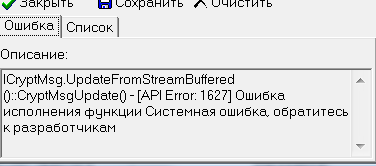 Закрыть Сохранить Очистить
Ошибка Список
Описание:
ICryptMsg.UpdateFromStreamBuffered
()::CryptMsgUpdate() - [API Error: 1627] Ошибка
исполнения функции Системная ошибка, обратитесь
к разработчикам